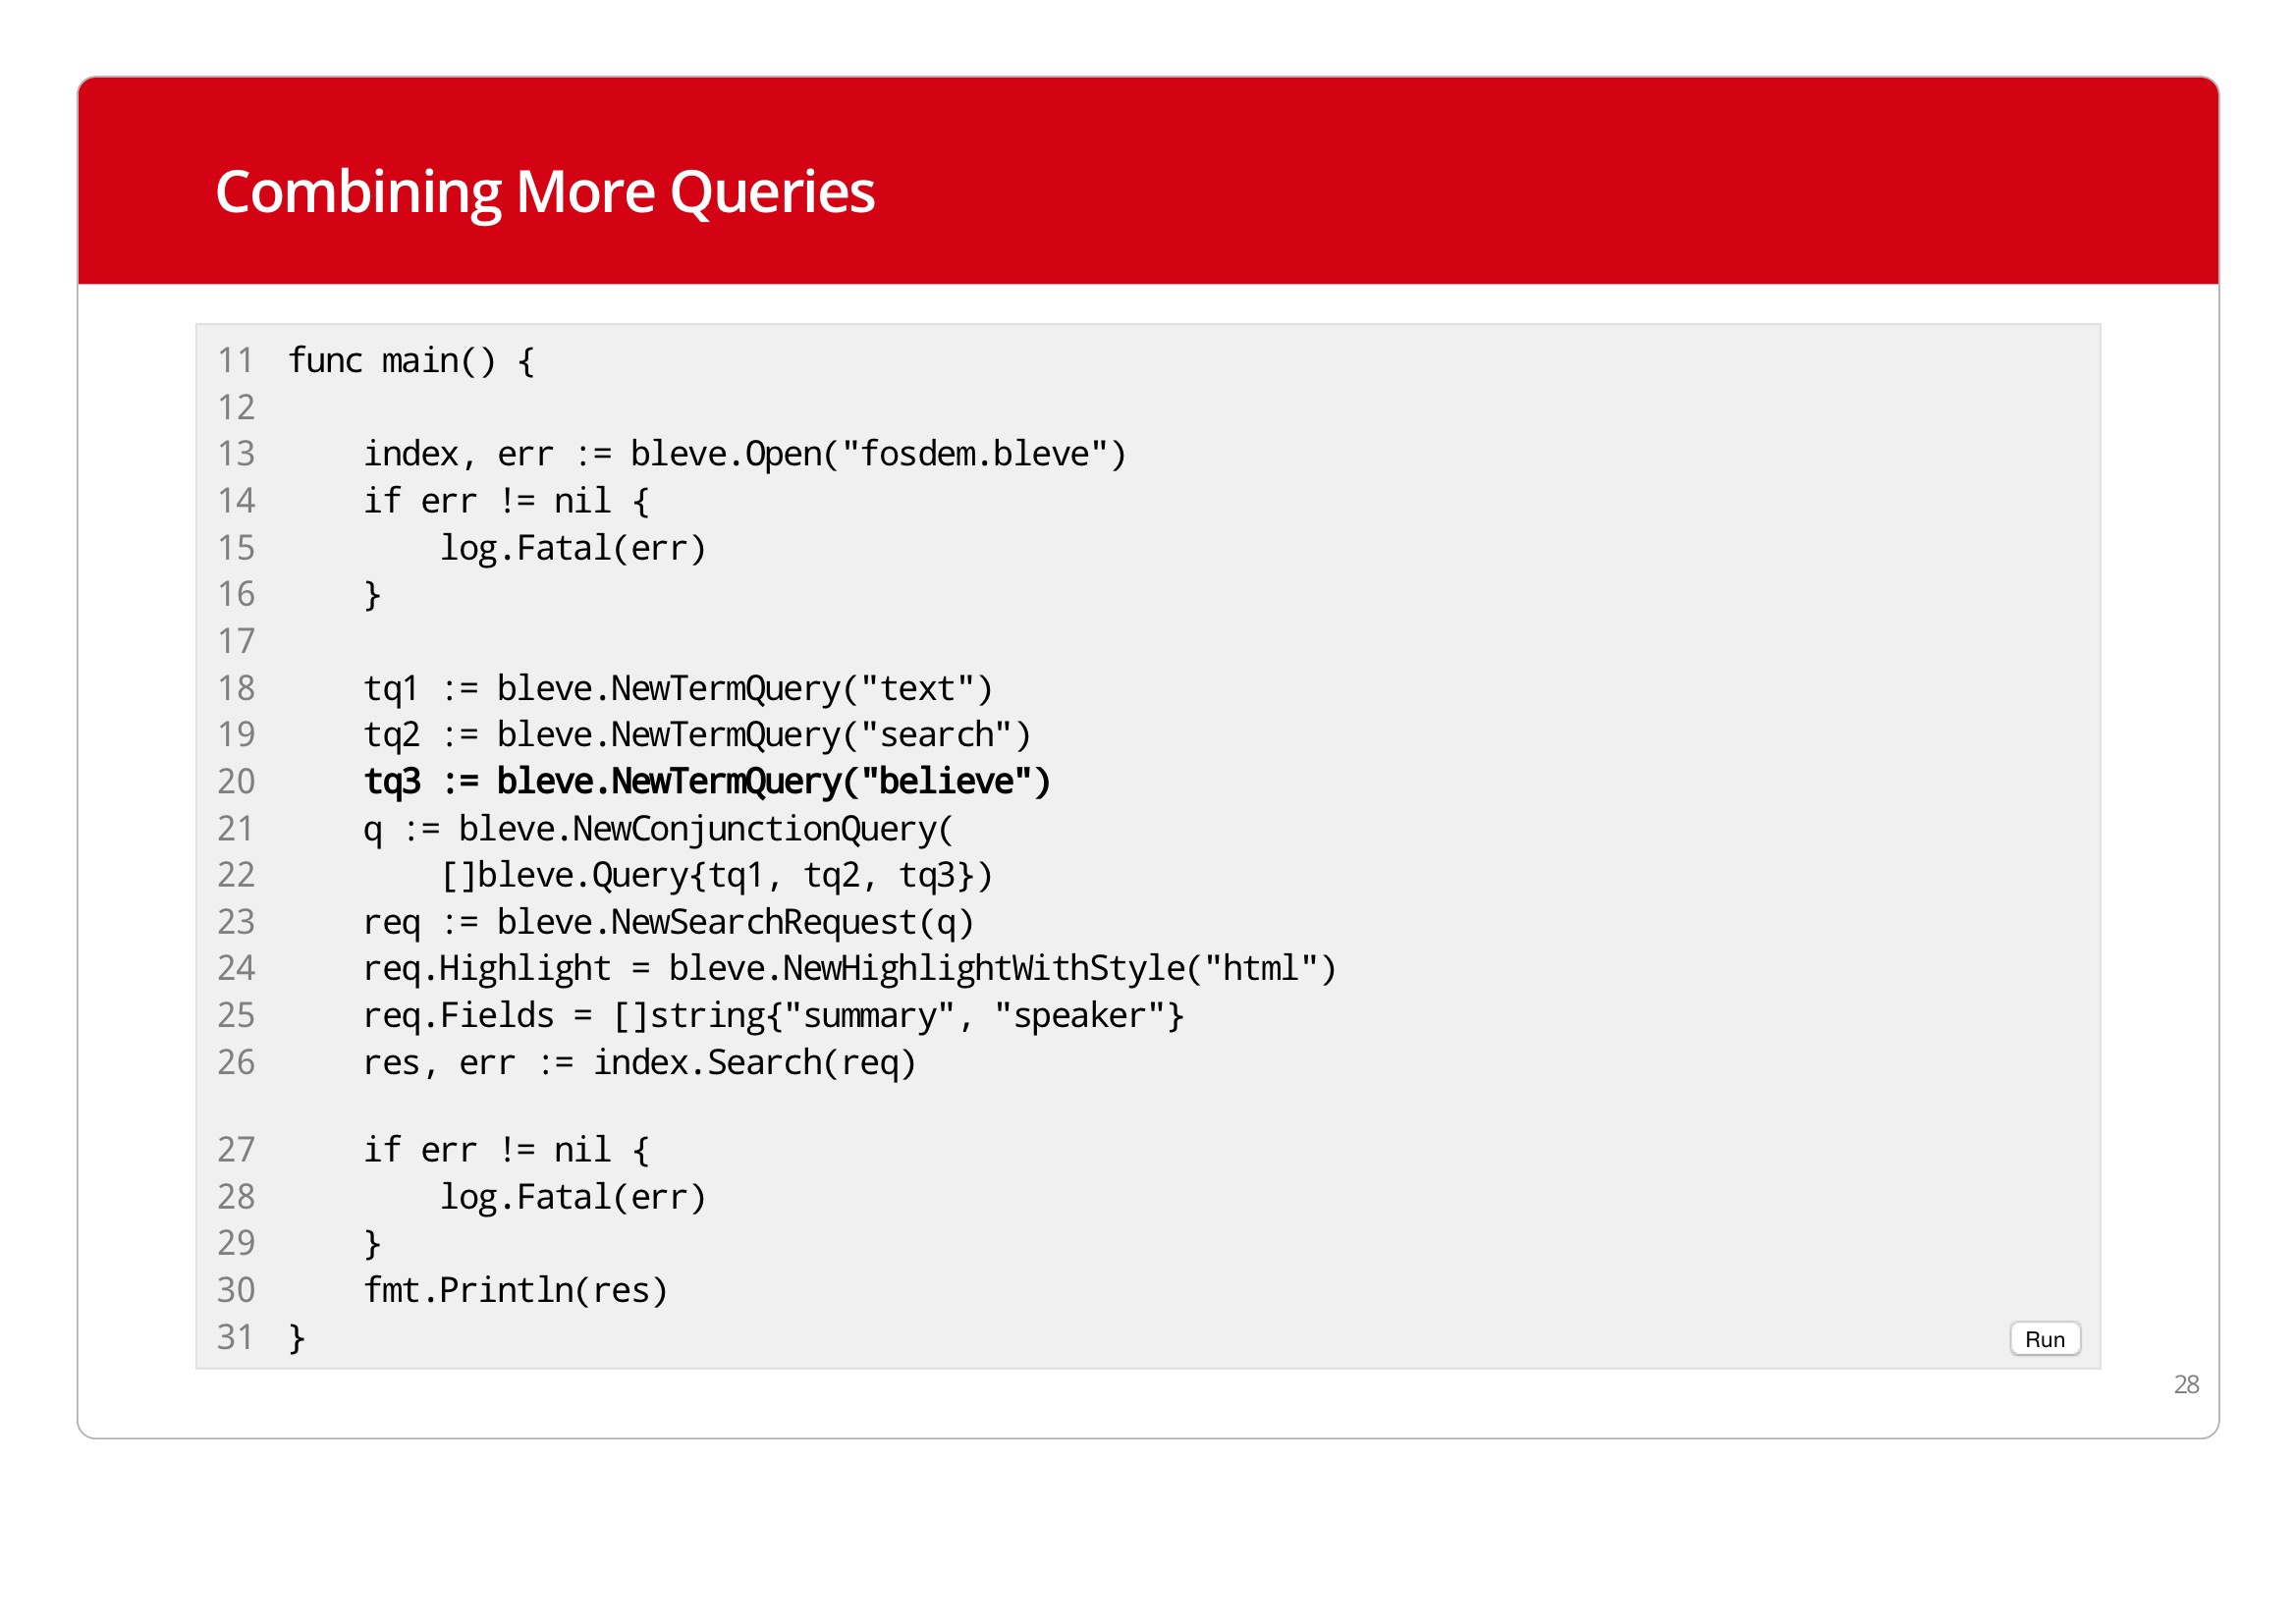 Combining More Queries
11 func main() {
12
13     index, err := bleve.Open("fosdem.bleve")
14     if err != nil {
15         log.Fatal(err)
16     }
17
18     tq1 := bleve.NewTermQuery("text")
19     tq2 := bleve.NewTermQuery("search")
20     tq3 := bleve.NewTermQuery("believe")
21     q := bleve.NewConjunctionQuery(
22         []bleve.Query{tq1, tq2, tq3})
23     req := bleve.NewSearchRequest(q)
24     req.Highlight = bleve.NewHighlightWithStyle("html")
25     req.Fields = []string{"summary", "speaker"}
26     res, err := index.Search(req)
27     if err != nil {
28         log.Fatal(err)
29     }
30     fmt.Println(res)
31 }
Run
28